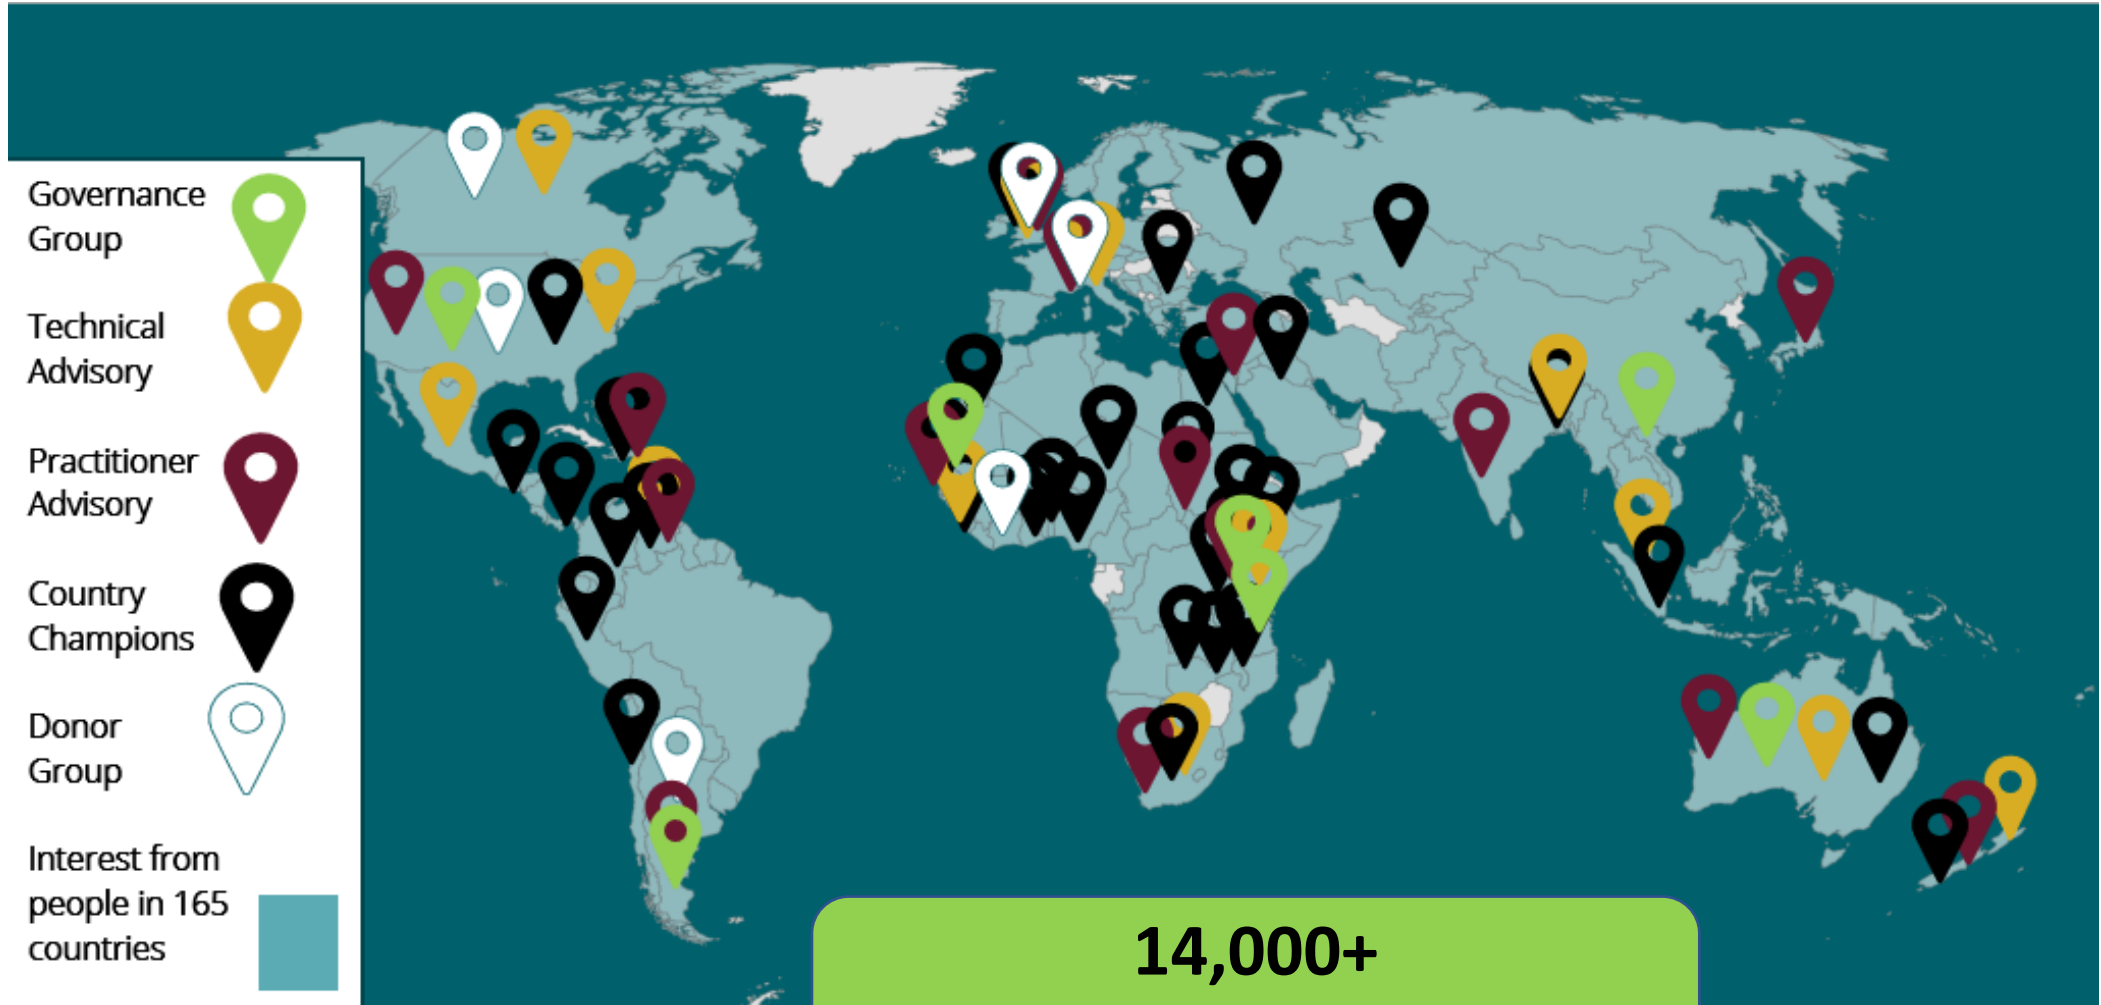 Governance
Group
Technical
Advisory
Practitioner
Advisory
Country
Champions
Donor
Group
Interest from
people in 165
countries
14,000+